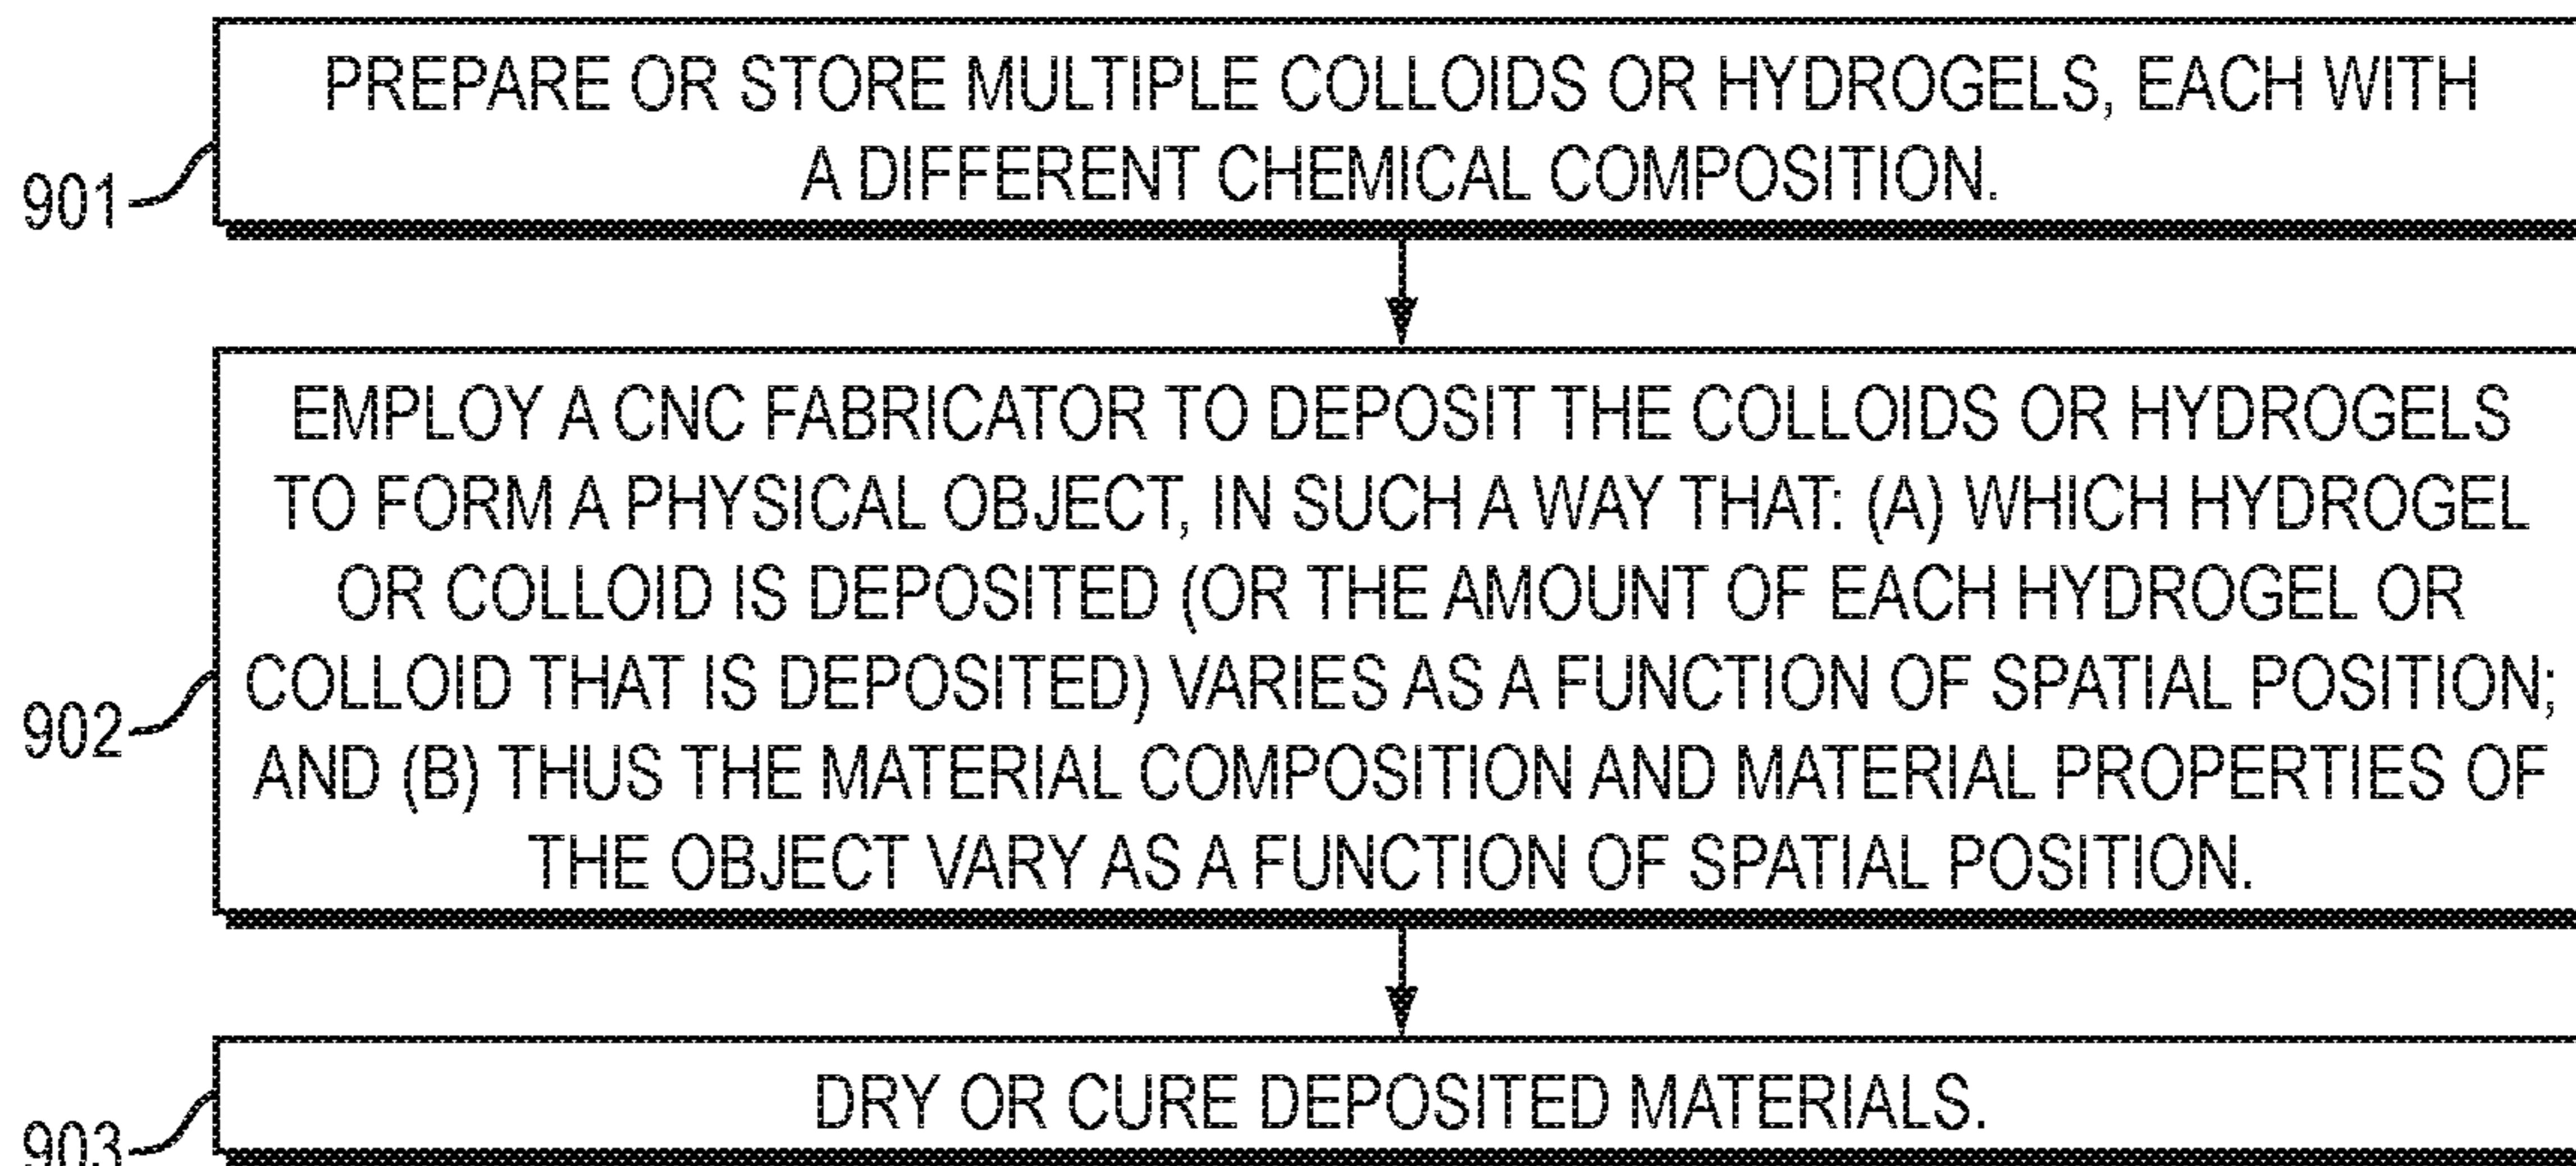 PREPARE OR STORE MULTIPLE COLLOIDS OR HYDROGELS, EACH WITH
A DIFFERENT CHEMICAL COMPOSITION.
901
EMPLOY A CNC FABRICATOR TO DEPOSIT THE COLLOIDS OR HYDROGELS
TO FORM A PHYSICAL OBJECT, IN SUCH A WAY THAT: (A) WHICH HYDROGEL
OR COLLOID IS DEPOSITED (OR THE AMOUNT OF EACH HYDROGEL OR
COLLOID THAT IS DEPOSITED) VARIES AS A FUNCTION OF SPATIAL POSITION;
902
AND (B) THUS THE MATERIAL COMPOSITION AND MATERIAL PROPERTIES OF
THE OBJECT VARY AS A FUNCTION OF SPATIAL POSITION.
DRY OR CURE DEPOSITED MATERIALS.
903